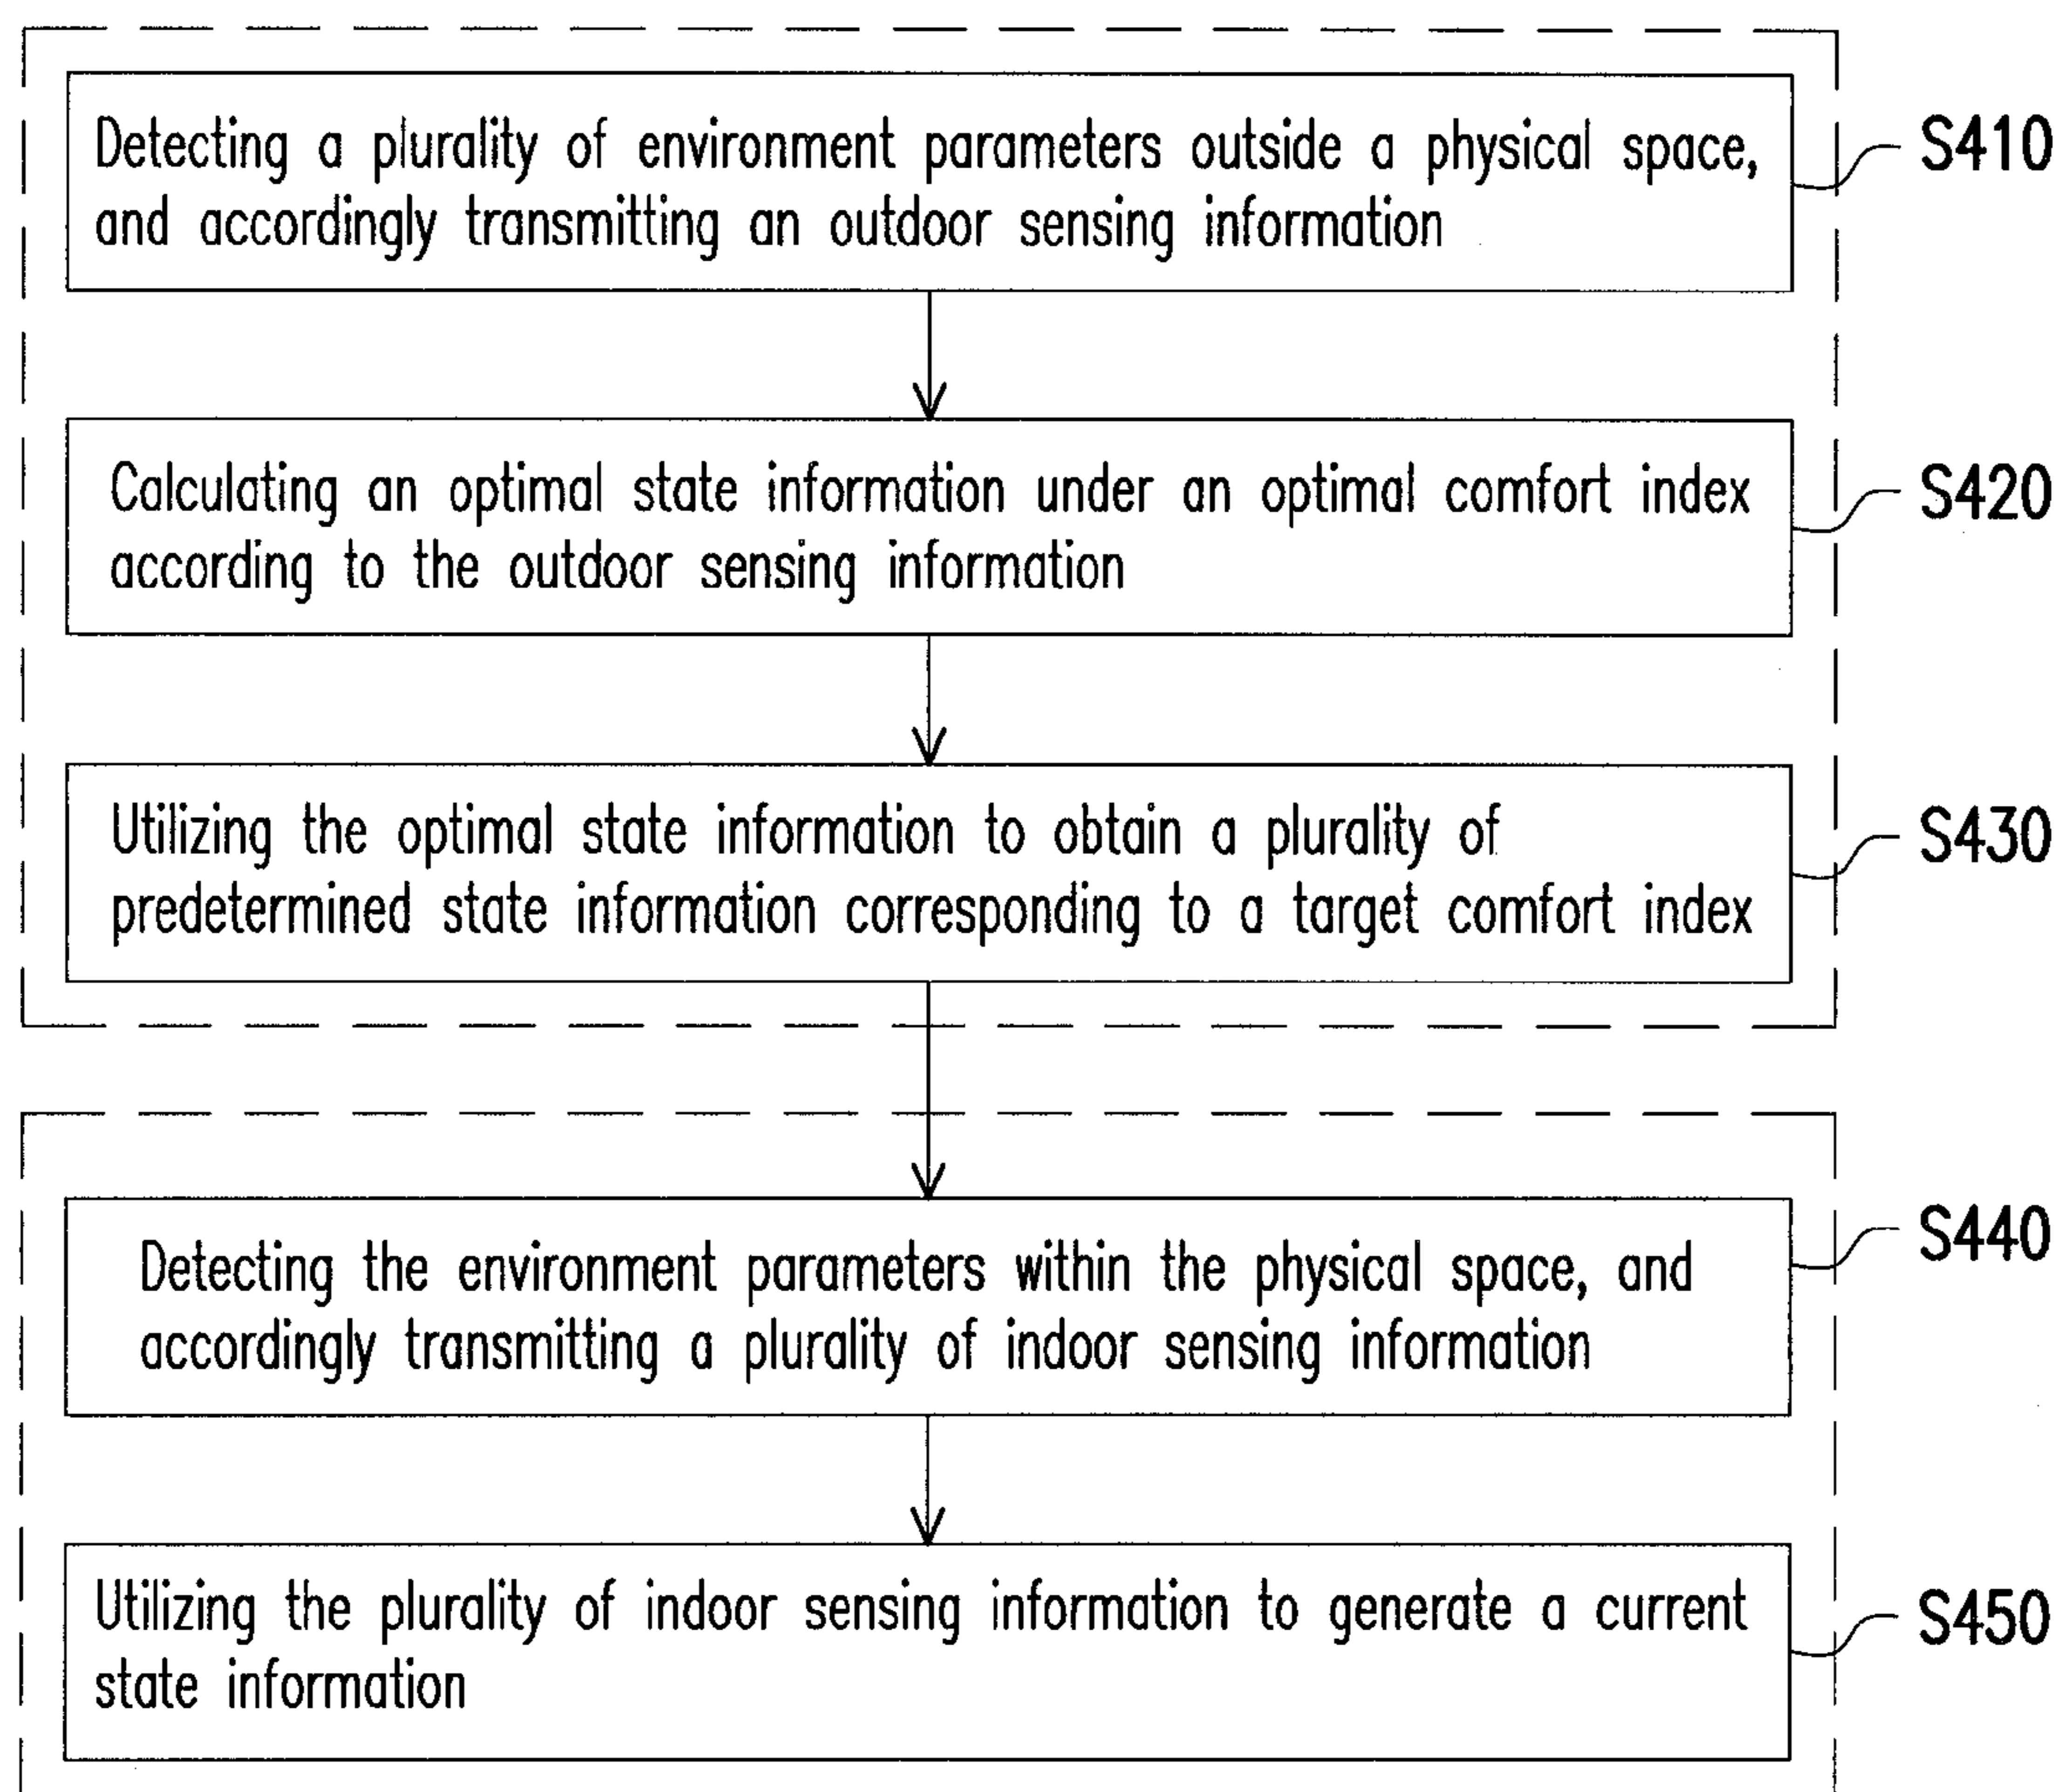 Detecting a plurality of environment parameters outside a physical space,
and accordingly transmitting an outdoor sensing information
S410
Calculating an optimal state information under an optimal comfort index
according to the outdoor sensing information
S420
Utilizing the optimal state information to obtain a plurality of
predetermined state information corresponding to a target comfort index
S430
Detecting the environment parameters within the physical space, and
accordingly transmitting a plurality of indoor sensing information
S440
Utilizing the plurality of indoor sensing information to generate a current
state information
S450